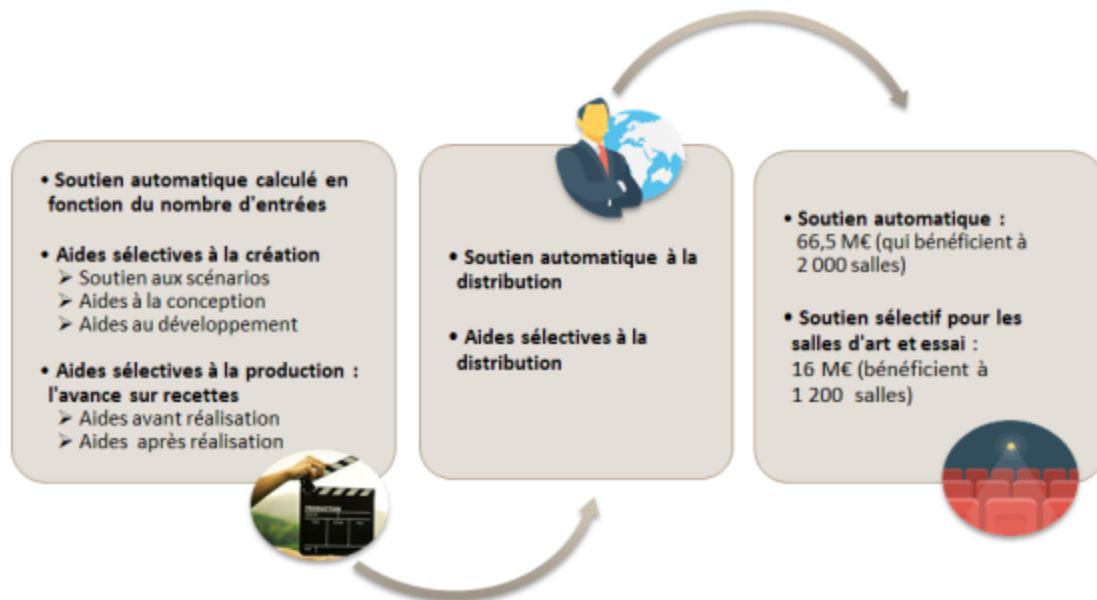 • Soutien automatique calculé en
fonction du nombre d'entrées
• Aides sélectives à la création
➢ Soutien aux scénarios
➢ Aides à la conception
➢ Aides au développement
• Aides sélectives à la production :
l'avance sur recettes
➢ Aides avant réalisation
➢ Aides après réalisation
PRODUCTION
• Soutien automatique à la
distribution
• Aides sélectives à la
distribution
• Soutien automatique :
66,5 M€ (qui bénéficient à
2 000 salles)
• Soutien sélectif pour les
salles d'art et essai :
16 M€ (bénéficient à
1 200 salles)